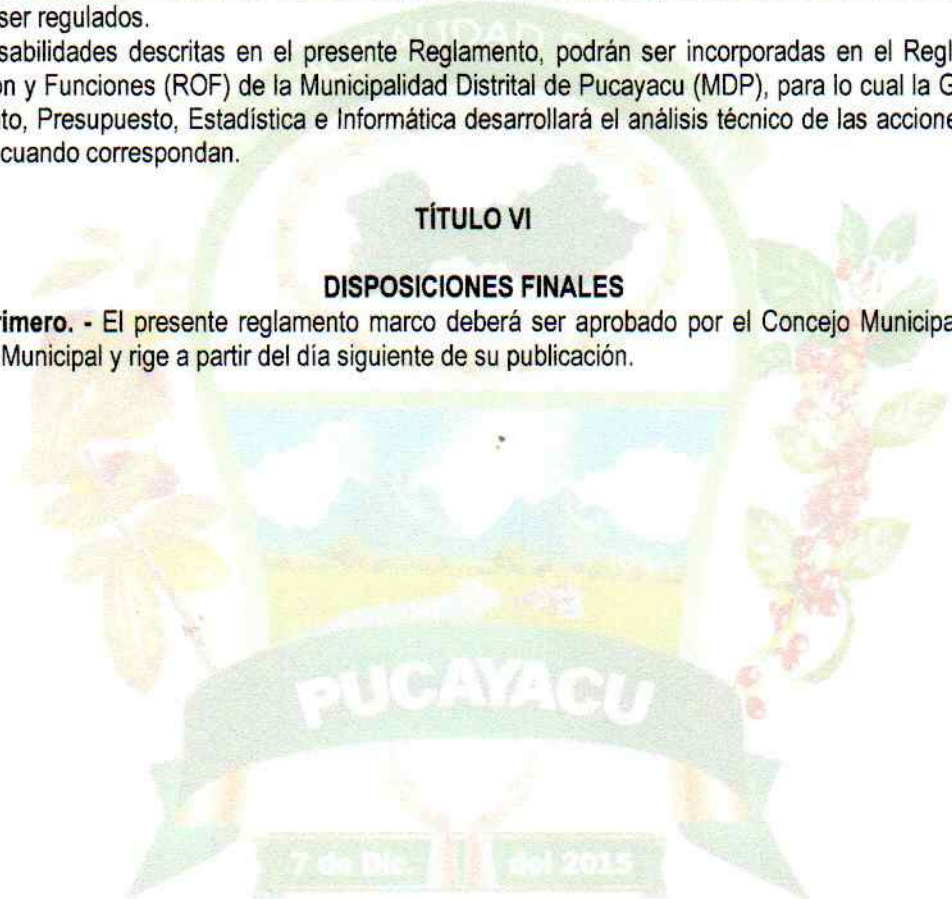 ser regulados.
sabilidades descritas en el presente Reglamento, podrán ser incorporadas en el Regl
ón y Funciones (ROF) de la Municipalidad Distrital de Pucayacu (MDP), para lo cual la G
to, Presupuesto, Estadística e Informática desarrollará el análisis técnico de las accione
cuando correspondan.
TÍTULO VI
DISPOSICIONES FINALES
rimero. - El presente reglamento marco deberá ser aprobado por el Concejo Municipa
Municipal y rige a partir del día siguiente de su publicación.
PUCAYACU
7 de Dic. del 2015